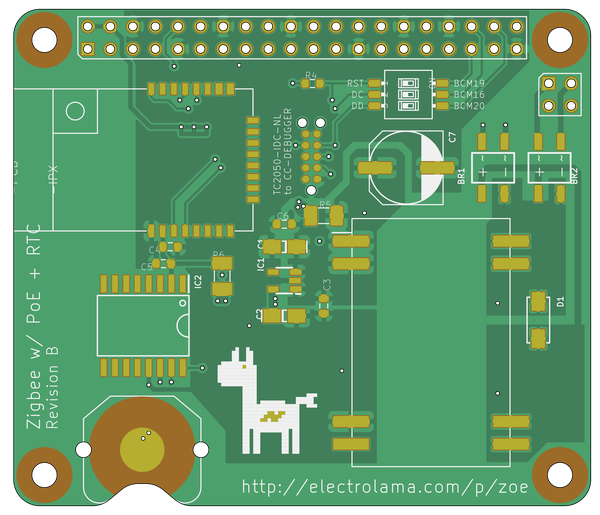 R4
RST
DC
DD
BCM19
BCM16
BCM20
TC2050-IDC-NL
to CC-DEBUGGER
C7
IPX
BR1
~
+ -
BR2
~
+ -
R5
C6
C4
C5
R6
C1
IC1
IC2
C3
C2
D1
Zigbee w/ PoE + RTC
Revision B
http://electrolama.com/p/zoe